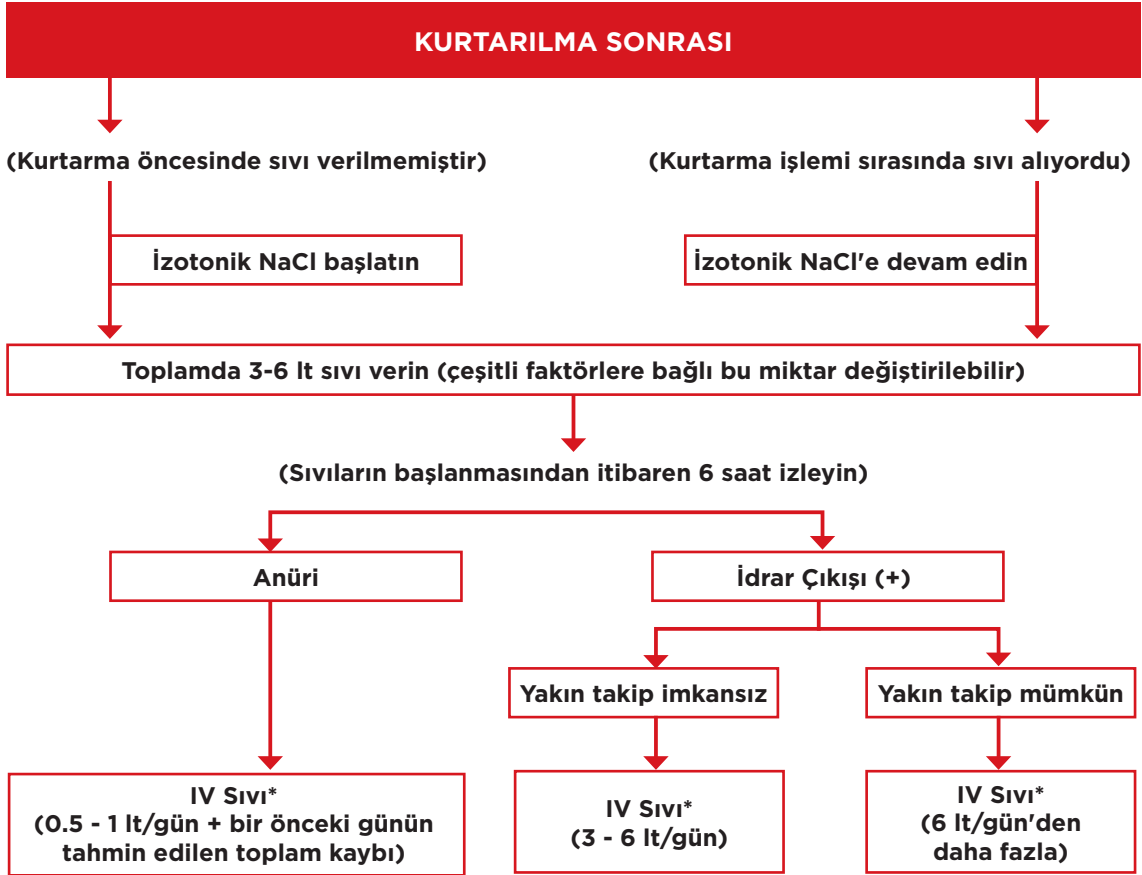 KURTARILMA SONRASI
(Kurtarma öncesinde sıvı verilmemiştir)
(Kurtarma işlemi sırasında sıvı alıyordu)
İzotonik NaCl başlatın
İzotonik NaCl'e devam edin
Toplamda 3-6 lt sıvı verin (çeşitli faktörlere bağlı bu miktar değiştirilebilir)
(Sıvıların başlanmasından itibaren 6 saat izleyin)
Anüri
İdrar Çıkışı (+)
Yakın takip imkansız
Yakın takip mümkün
IV Sıvı*
(0.5 - 1 lt/gün + bir önceki günün
tahmin edilen toplam kaybı)
IV Sıvı*
(3 - 6 lt/gün)
IV Sıvı*
(6 lt/gün'den
daha fazla)